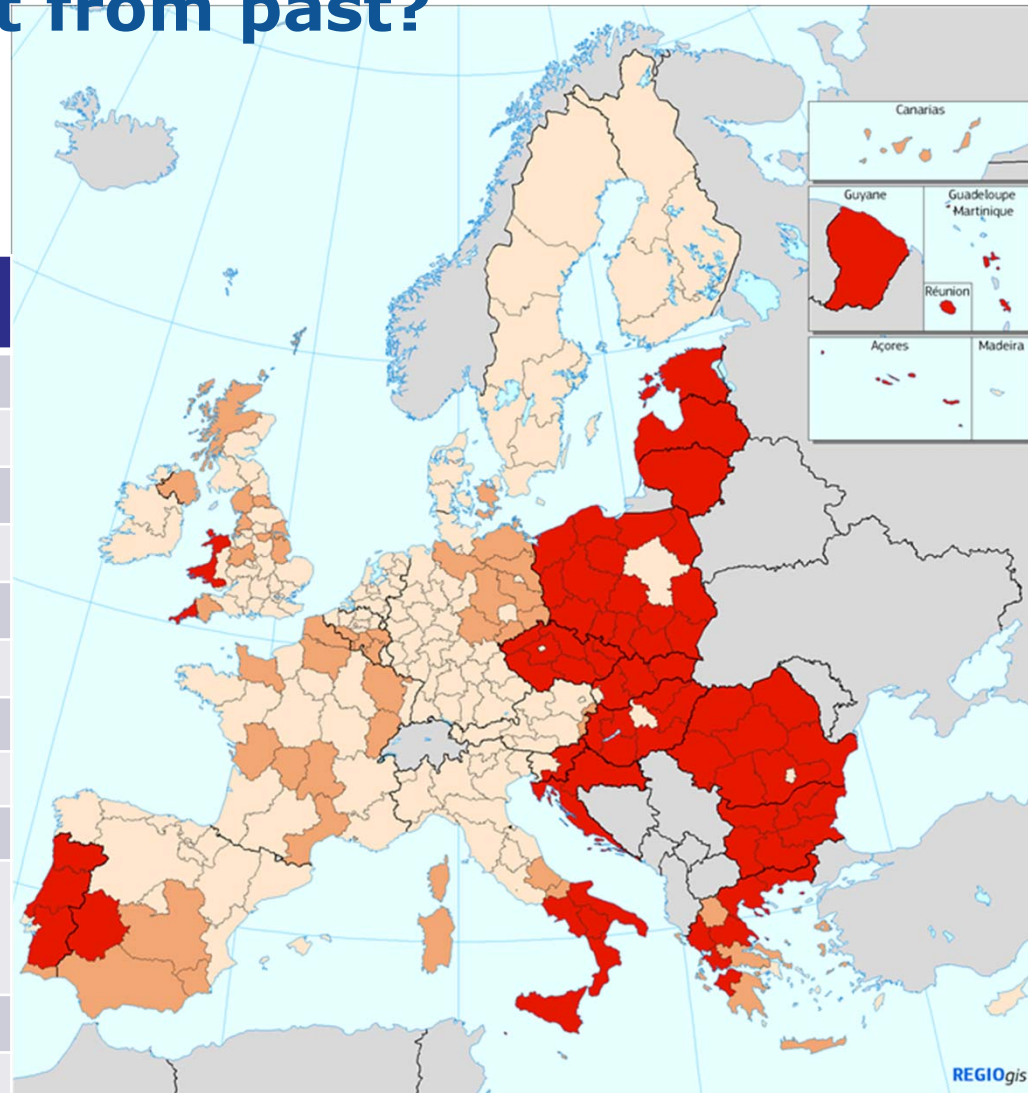 t from past?
Canarias
Guyane
Guadeloupe
Martinique
Réunion
Açores
Madeira
REGIOgis